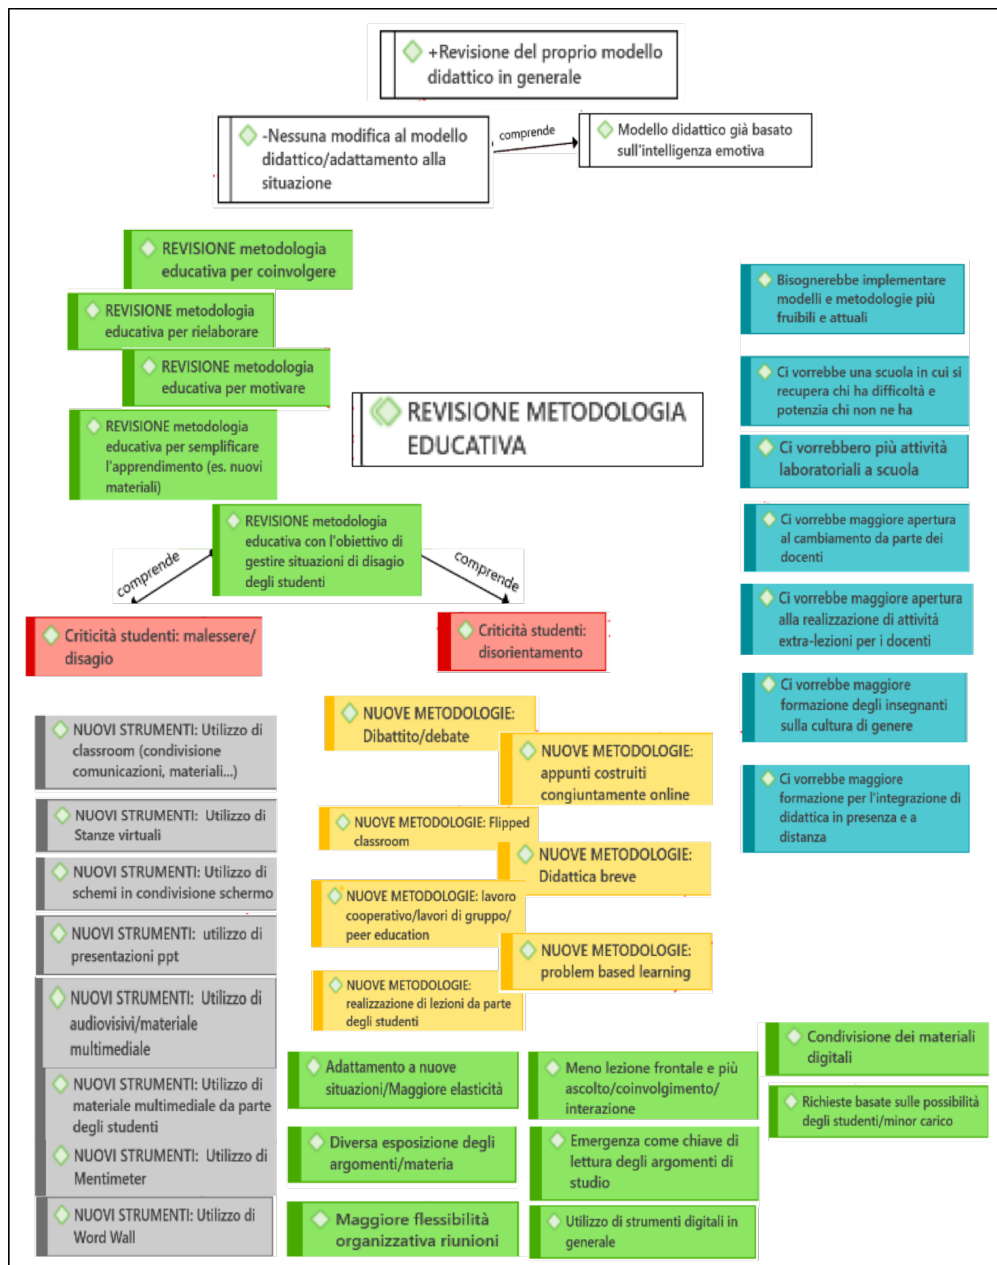 +Revisione del proprio modello
didattico in generale
-Nessuna modifica al modello
didattico/adattamento alla
situazione
comprende
Modello didattico già basato
sull'intelligenza emotiva
REVISIONE metodologia
educativa per coinvolgere
REVISIONE metodologia
educativa per rielaborare
REVISIONE metodologia
educativa per motivare
REVISIONE metodologia
educativa per semplificare
l'apprendimento (es. nuovi
materiali)
REVISIONE METODOLOGIA
EDUCATIVA
REVISIONE metodologia
educativa con l'obiettivo di
gestire situazioni di disagio
degli studenti
comprende
comprende
Criticità studenti: malessere/
disagio
Criticità studenti:
disorientamento
Bisognerebbe implementare
modelli e metodologie più
fruibili e attuali
Ci vorrebbe una scuola in cui si
recupera chi ha difficoltà e
potenzia chi non ne ha
Ci vorrebbero più attività
laboratoriali a scuola
Ci vorrebbe maggiore apertura
al cambiamento da parte dei
docenti
Ci vorrebbe maggiore apertura
alla realizzazione di attività
extra-lezioni per i docenti
Ci vorrebbe maggiore
formazione degli insegnanti
sulla cultura di genere
Ci vorrebbe maggiore
formazione per l'integrazione di
didattica in presenza e a
distanza
NUOVI STRUMENTI: Utilizzo di
classroom (condivisione
comunicazioni, materiali...)
NUOVI STRUMENTI: Utilizzo di
Stanze virtuali
NUOVI STRUMENTI: Utilizzo di
schemi in condivisione schermo
NUOVI STRUMENTI: utilizzo di
presentazioni ppt
NUOVI STRUMENTI: Utilizzo di
audiovisivi/materiale
multimediale
NUOVI STRUMENTI: Utilizzo di
materiale multimediale da parte
degli studenti
NUOVI STRUMENTI: Utilizzo di
Mentimeter
NUOVI STRUMENTI: Utilizzo di
Word Wall
NUOVE METODOLOGIE:
Dibattito/debate
NUOVE METODOLOGIE:
appunti costruiti
congiuntamente online
NUOVE METODOLOGIE: Flipped
classroom
NUOVE METODOLOGIE:
Didattica breve
NUOVE METODOLOGIE: lavoro
cooperativo/lavori di gruppo/
peer education
NUOVE METODOLOGIE:
problem based learning
NUOVE METODOLOGIE:
realizzazione di lezioni da parte
degli studenti
Adattamento a nuove
situazioni/Maggiore elasticità
Diversa esposizione degli
argomenti/materia
Maggiore flessibilità
organizzativa riunioni
Meno lezione frontale e più
ascolto/coinvolgimento/
interazione
Emergenza come chiave di
lettura degli argomenti di
studio
Utilizzo di strumenti digitali in
generale
Condivisione dei materiali
digitali
Richieste basate sulle possibilità
degli studenti/minor carico